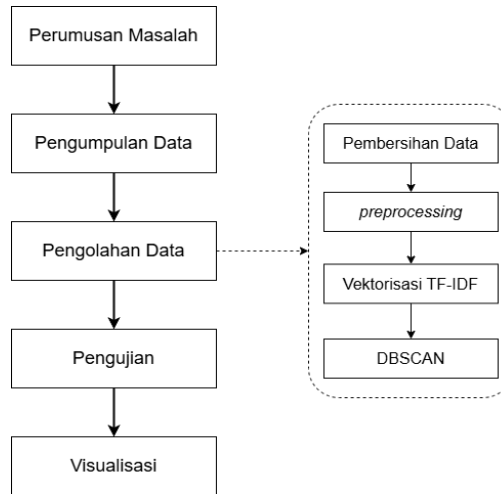 Perumusan Masalah
Pengumpulan Data
Pengolahan Data
Pengujian
Visualisasi
Pembersihan Data
preprocessing
Vektorisasi TF-IDF
DBSCAN